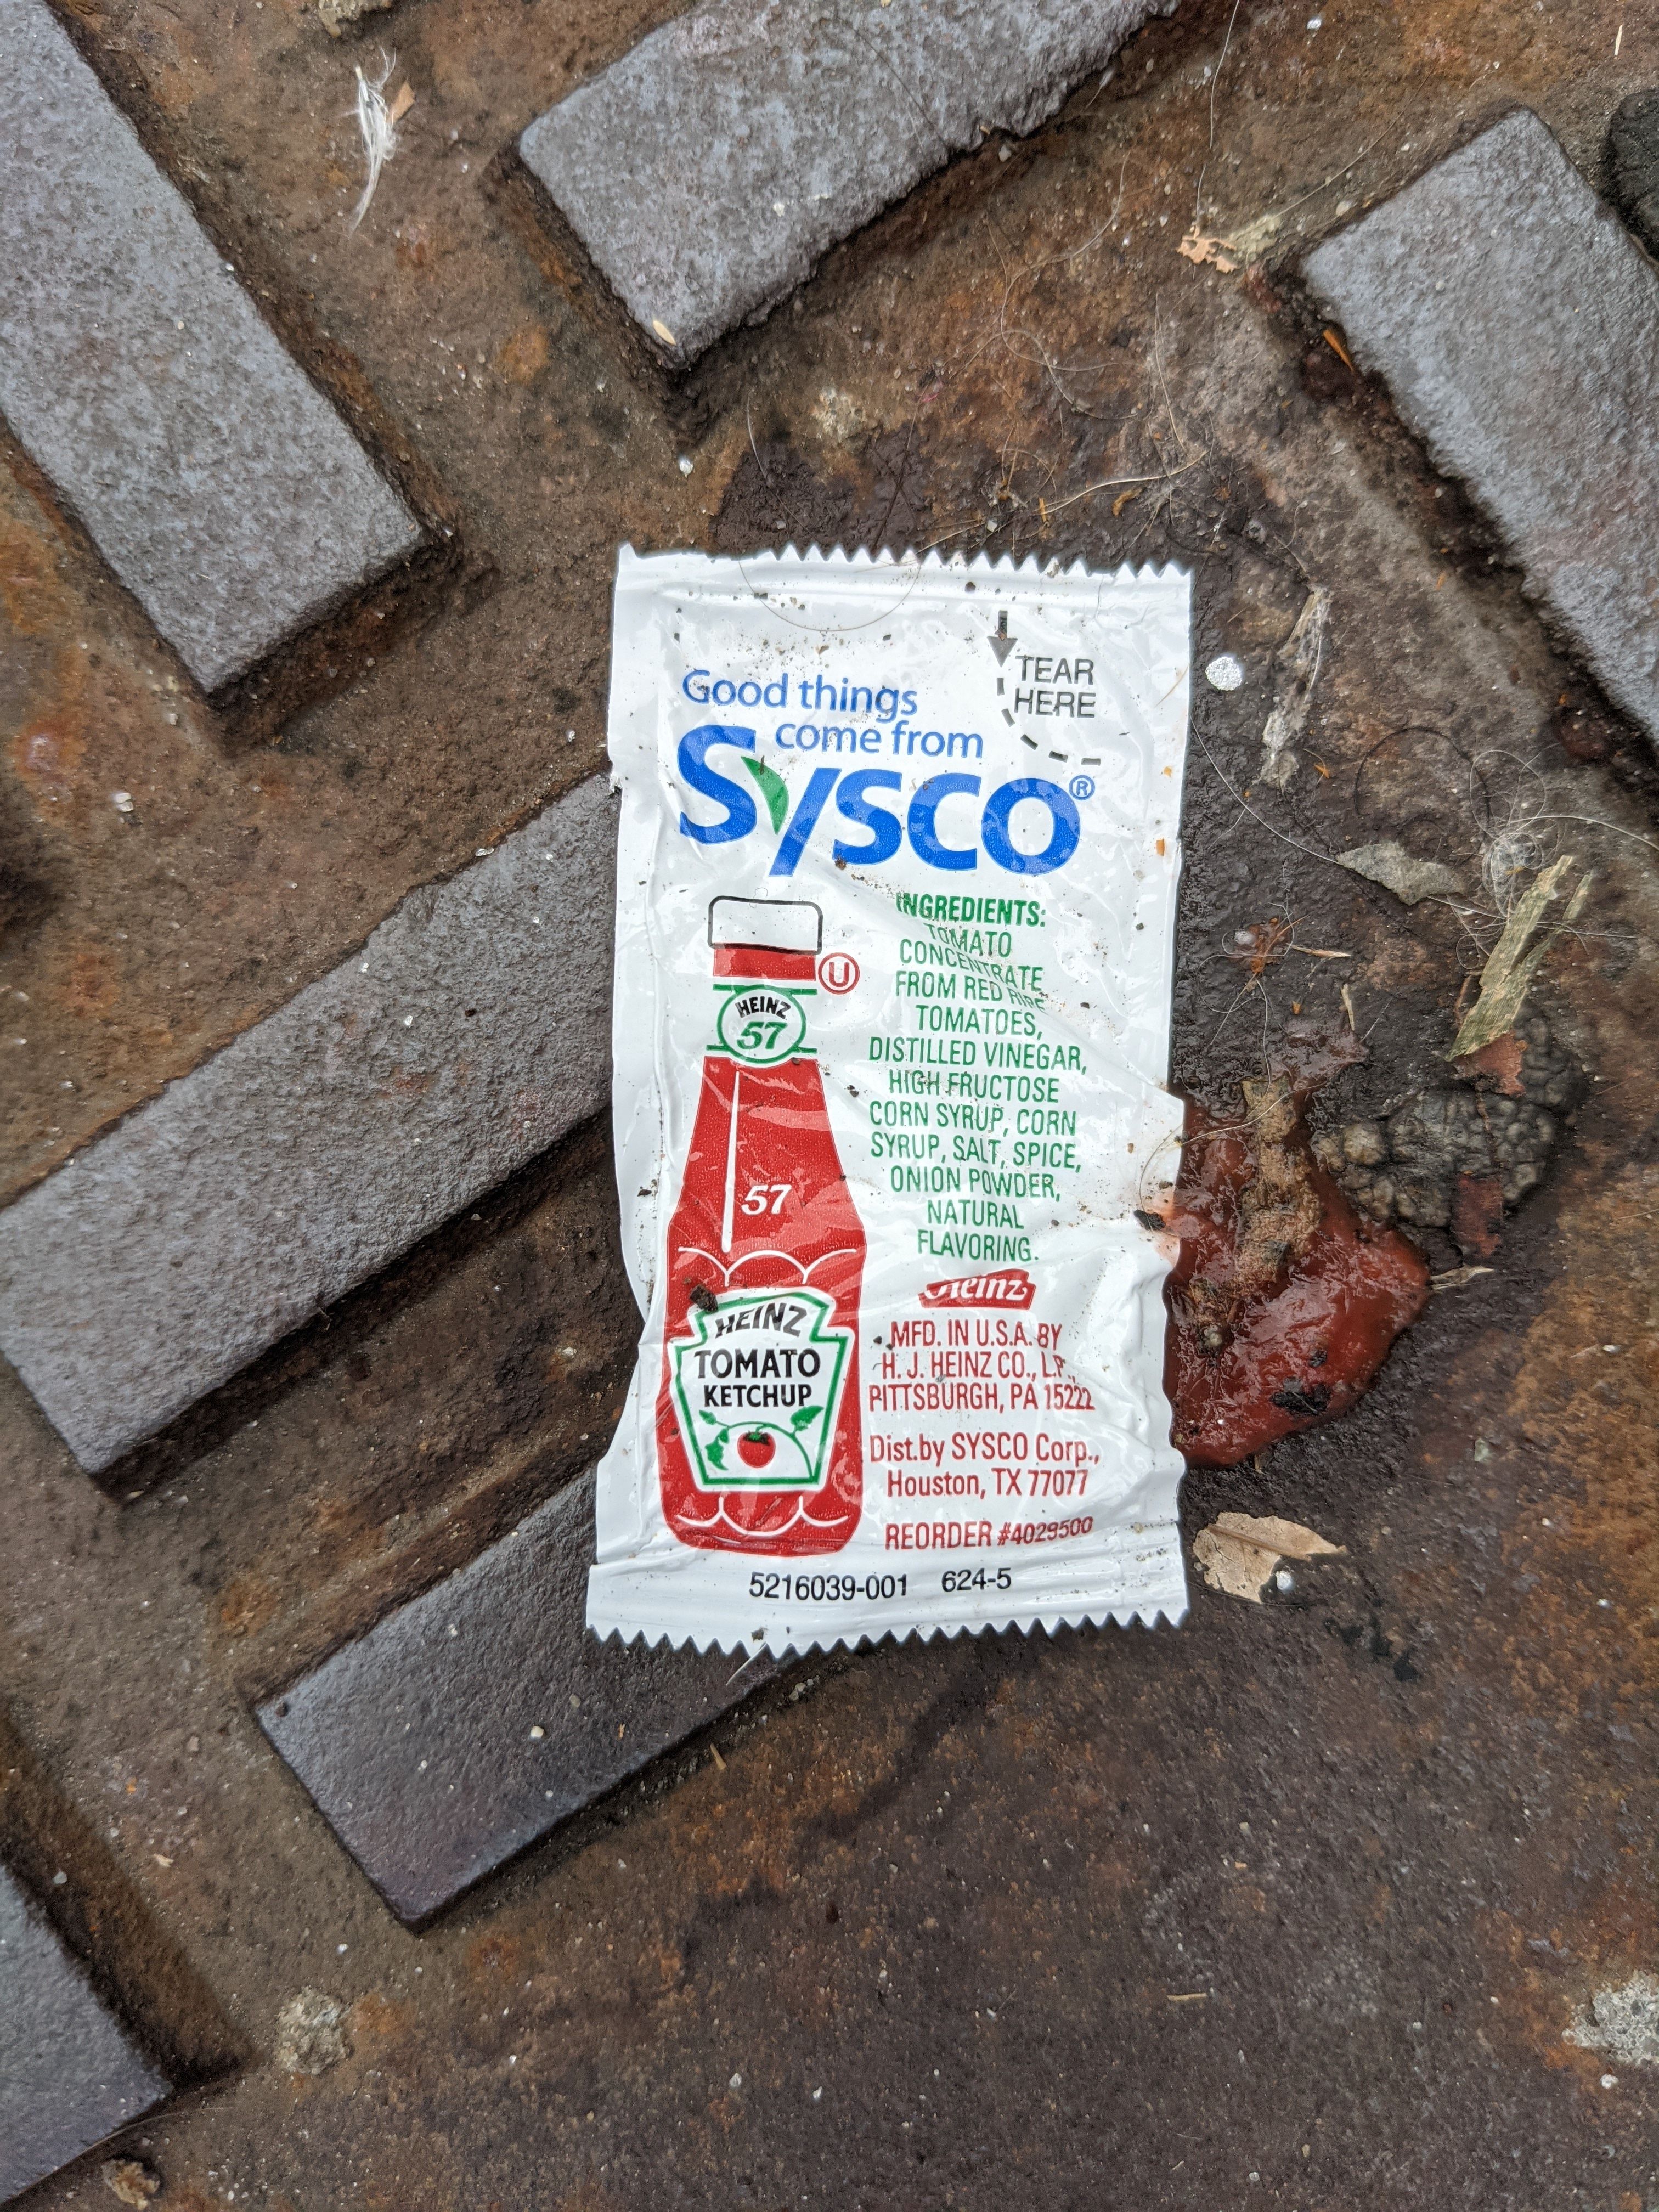 TEAR
HERE
Good things
come from
Sysco®
INGREDIENTS:
TOMATO
CONCENTRATE
FROM RED RIPE
TOMATOES,
DISTILLED VINEGAR,
HIGH FRUCTOSE
CORN SYRUP, CORN
SYRUP, SALT, SPICE,
ONION POWDER,
NATURAL
FLAVORING.
U
HEINZ
57
57
HEINZ
TOMATO
KETCHUP
Heinz
MFD. IN U.S.A. BY
H. J. HEINZ CO., L.P.,
PITTSBURGH, PA 15222
Dist.by SYSCO Corp.,
Houston, TX 77077
REORDER #4029500
5216039-001 624-5